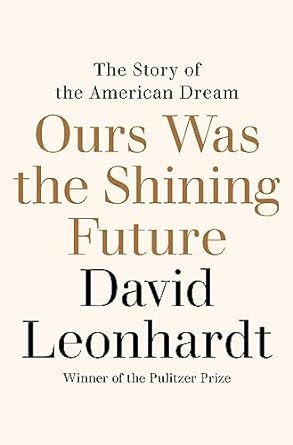 The Story of
the American Dream
Ours Was
the Shining
Future
David
Leonhardt
Winner of the Pulitzer Prize